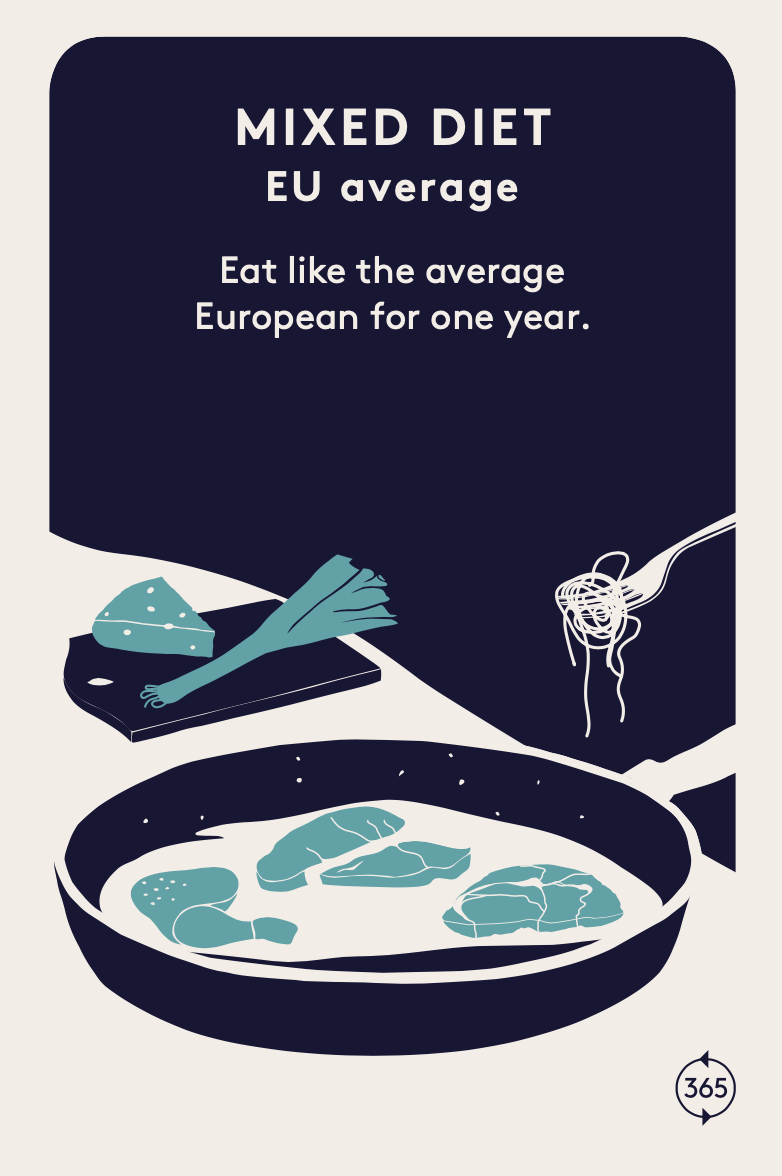 MIXED DIET
EU average
Eat like the average
European for one year.
365